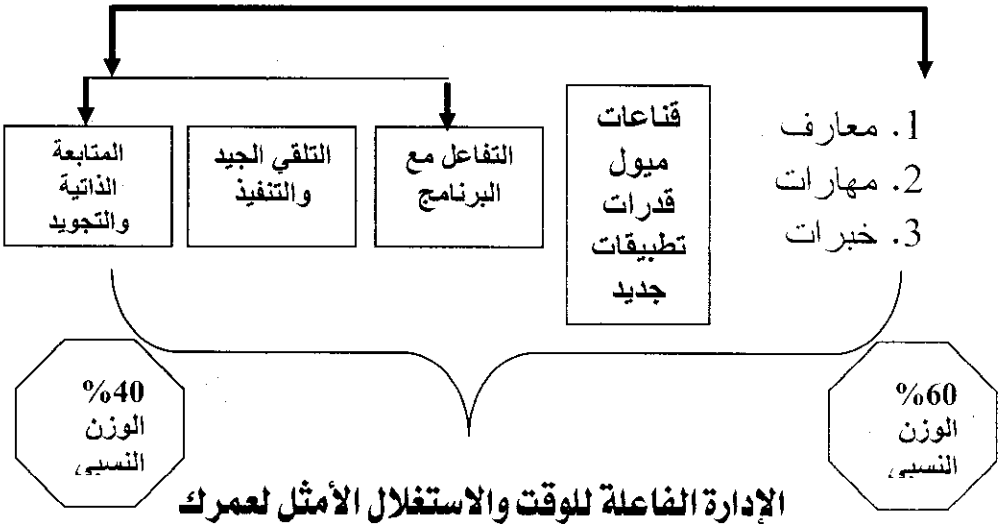 1. معارف
2. مهارات
3. خبرات
قناعات
ميول
قدرات
تطبيقات
جديد
التفاعل مع
البرنامج
التلقي الجيد
والتنفيذ
المتابعة
الذاتية
والتجويد
%60
الوزن
النسبي
%40
الوزن
النسبي
الإدارة الفاعلة للوقت والاستغلال الأمثل لعمرك